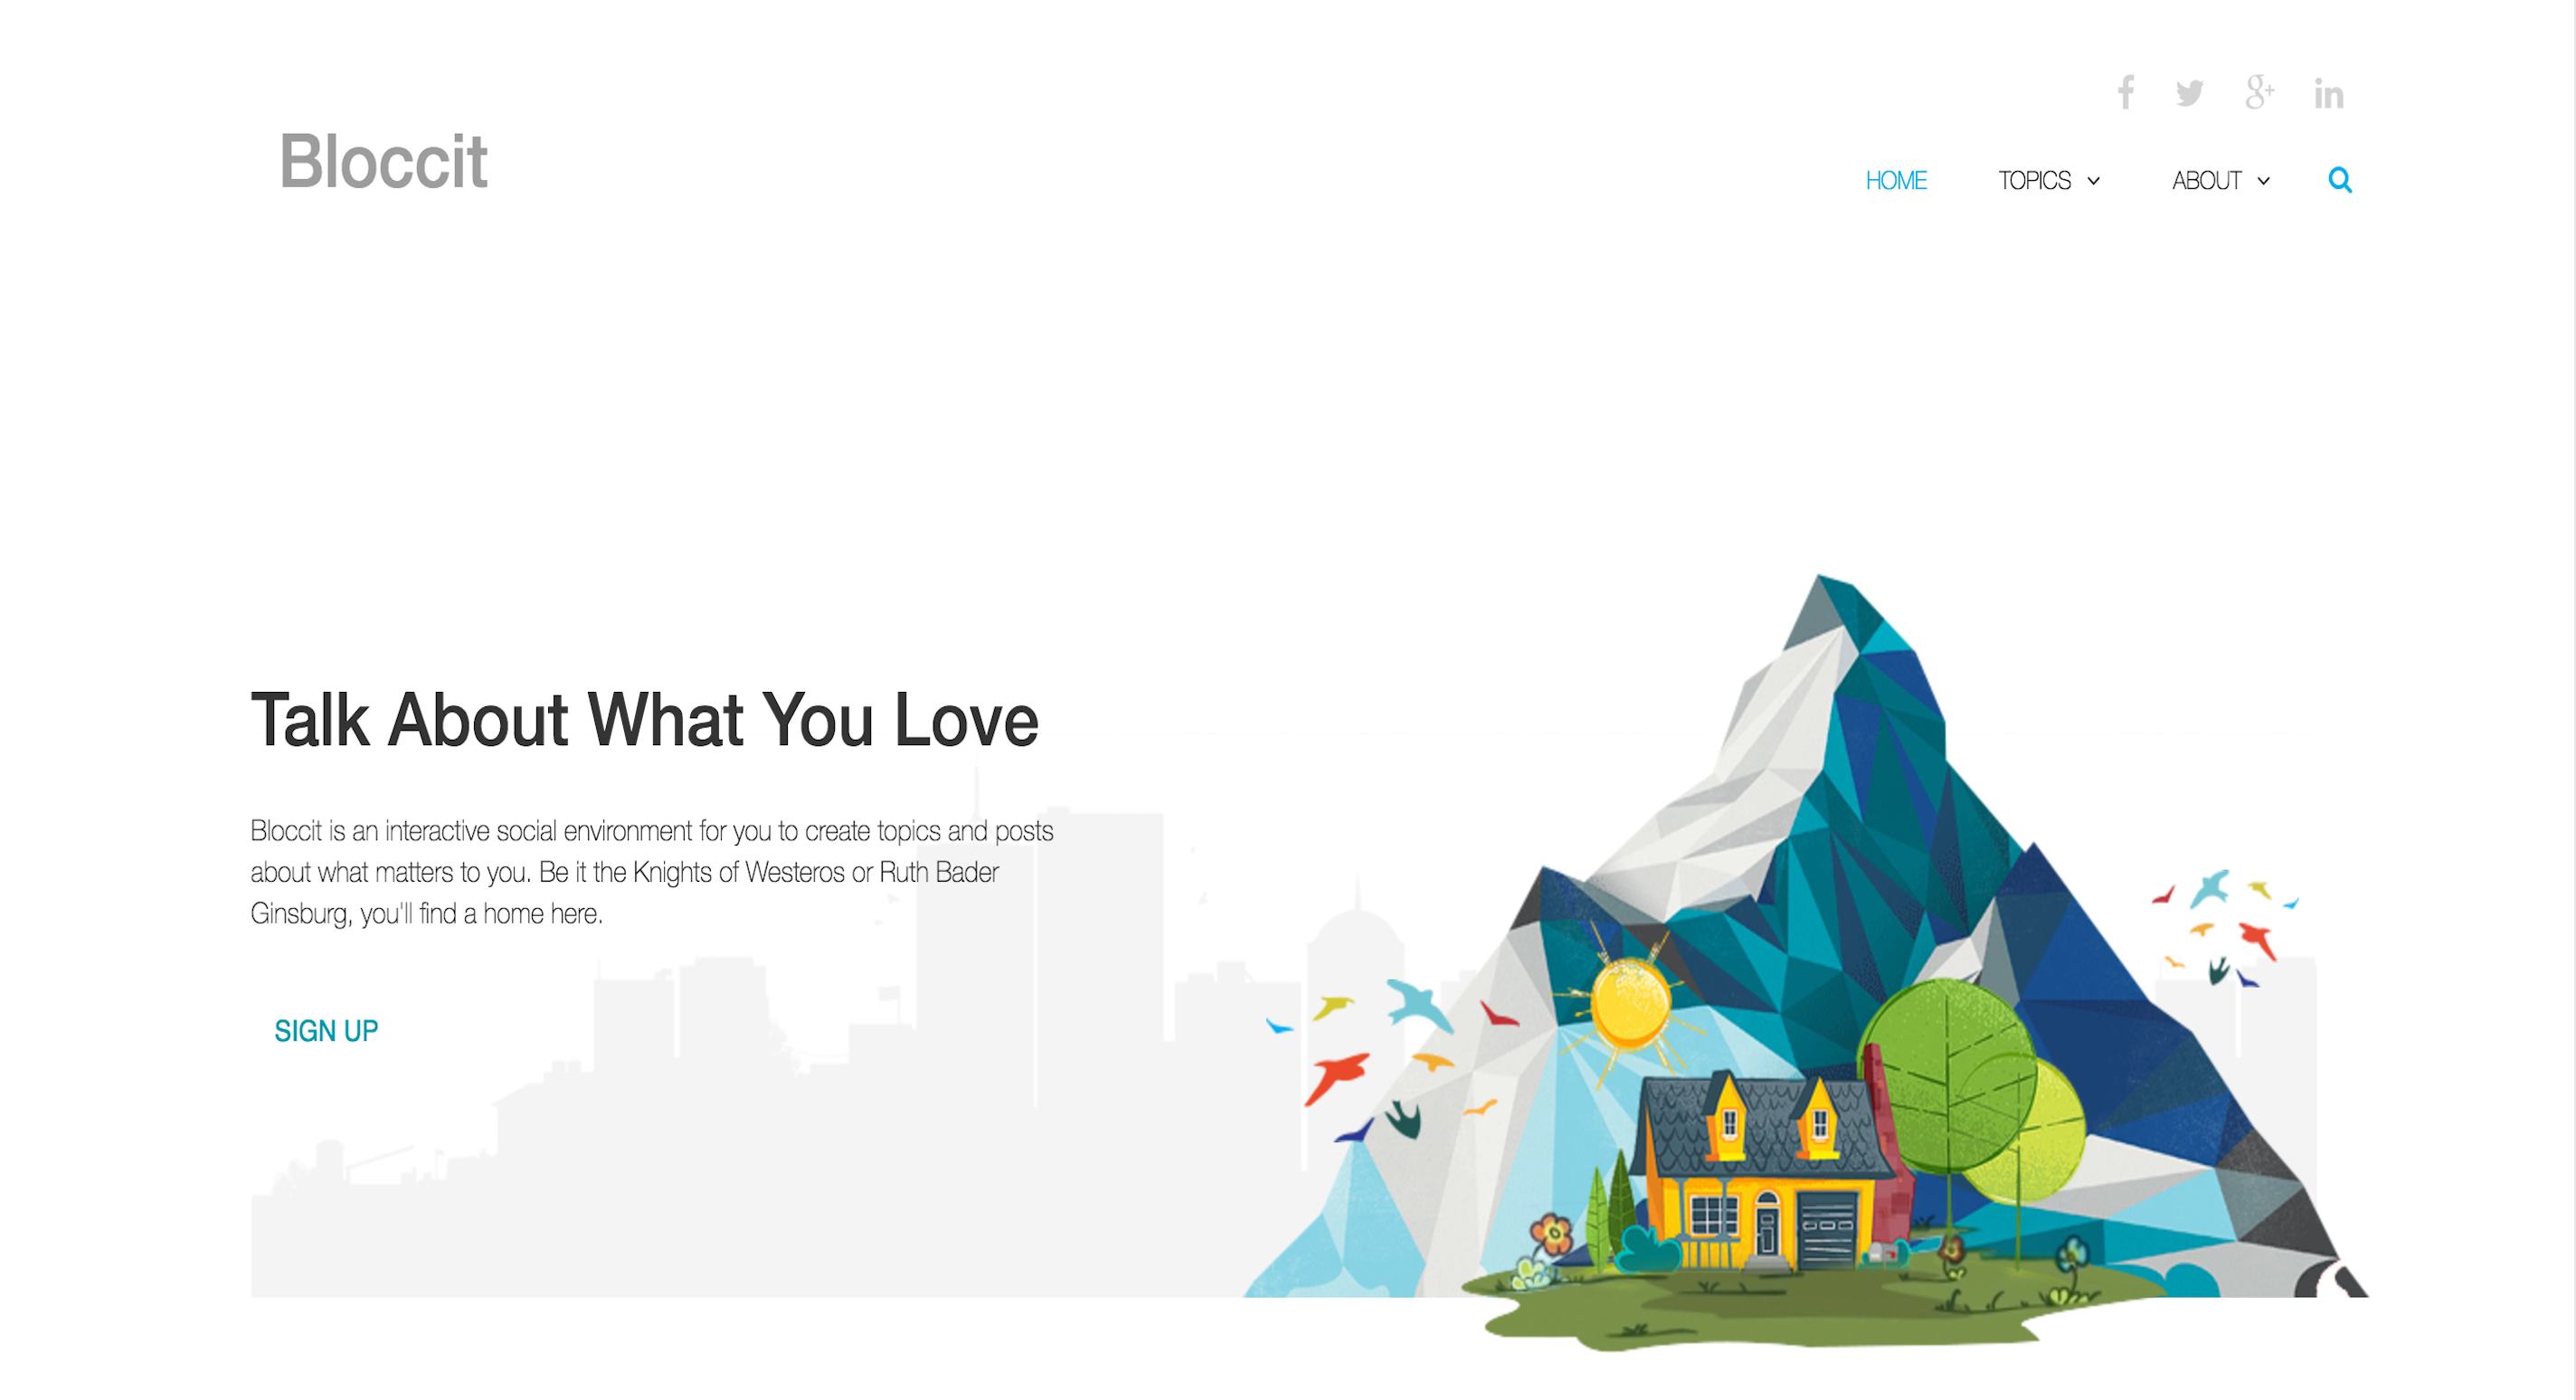 Bloccit
HOME TOPICS ABOUT
Talk About What You Love
Bloccit is an interactive social environment for you to create topics and posts
about what matters to you. Be it the Knights of Westeros or Ruth Bader
Ginsburg, you'll find a home here.
SIGN UP